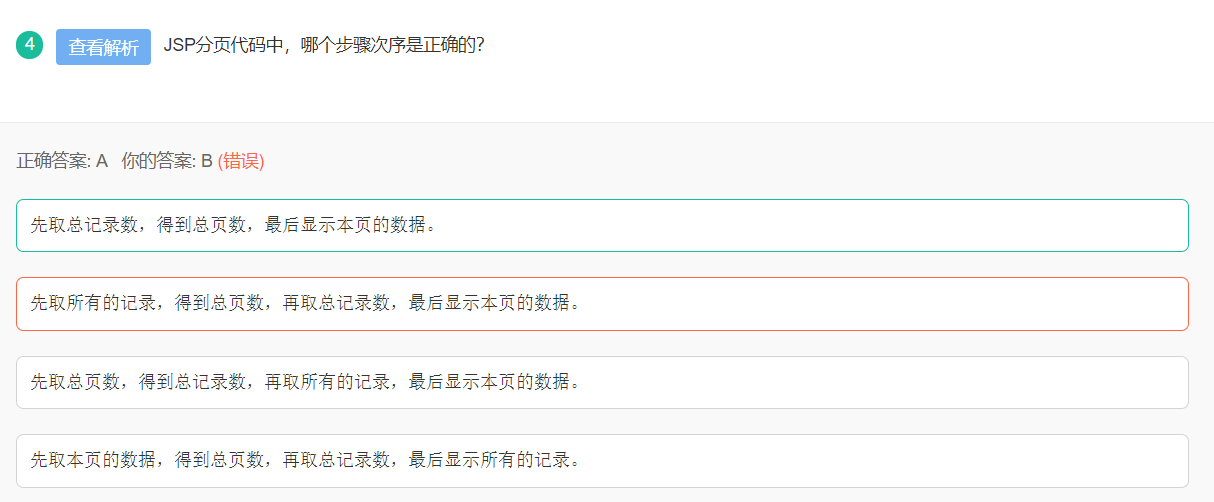 4 查看解析 JSP分页代码中，哪个步骤次序是正确的？
正确答案: A 你的答案: B (错误)
先取总记录数，得到总页数，最后显示本页的数据。
先取所有的记录，得到总页数，再取总记录数，最后显示本页的数据。
先取总页数，得到总记录数，再取所有的记录，最后显示本页的数据。
先取本页的数据，得到总页数，再取总记录数，最后显示所有的记录。